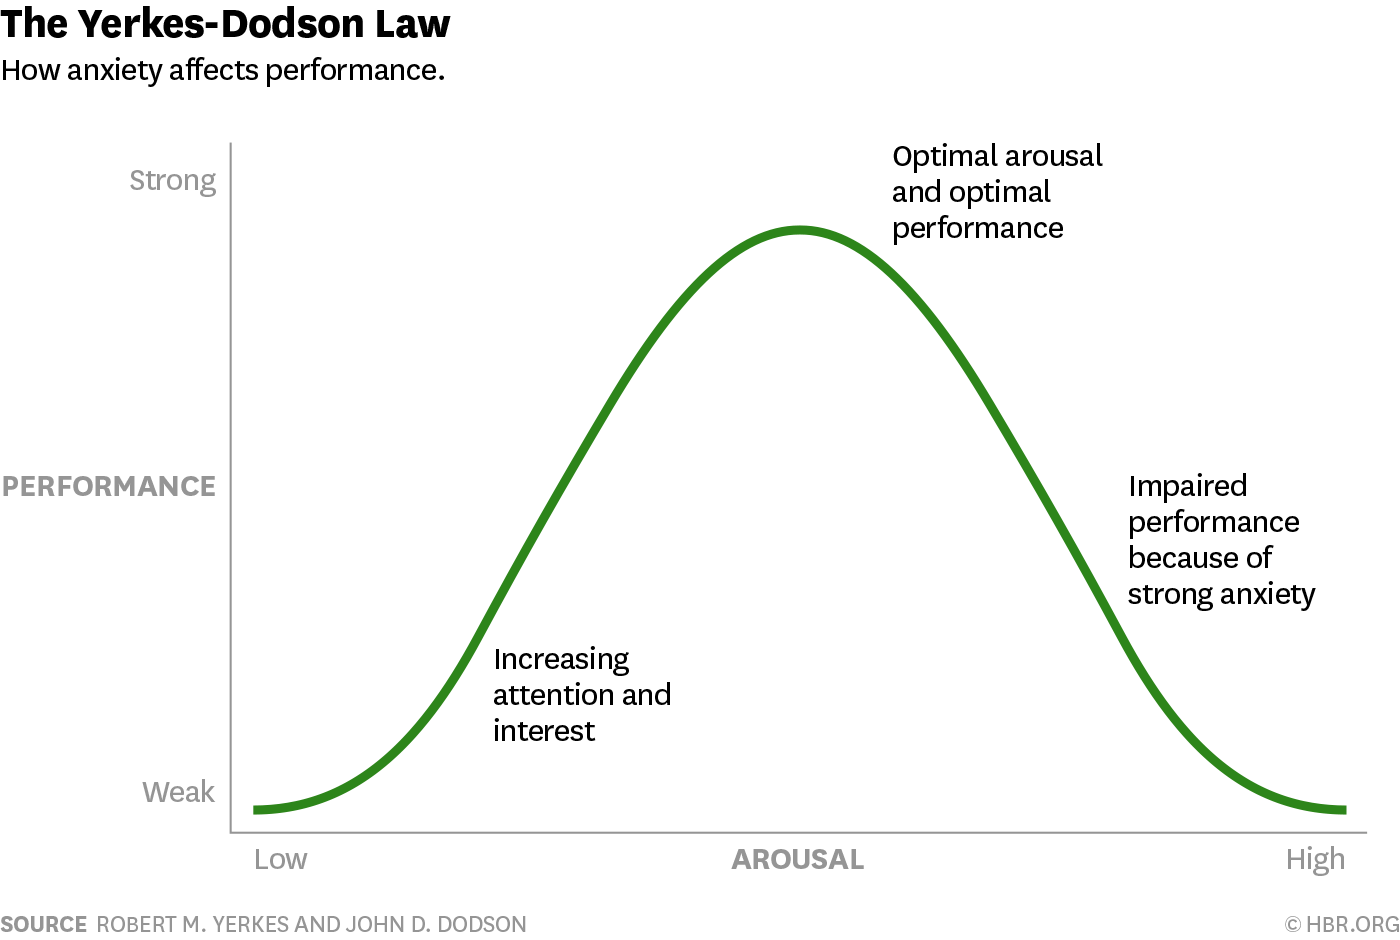 The Yerkes-Dodson Law
How anxiety affects performance.
Strong
Optimal arousal
and optimal
performance
PERFORMANCE
Impaired
performance
because of
strong anxiety
Increasing
attention and
interest
Weak
Low
AROUSAL
High
SOURCE ROBERT M. YERKES AND JOHN D. DODSON
© HBR.ORG